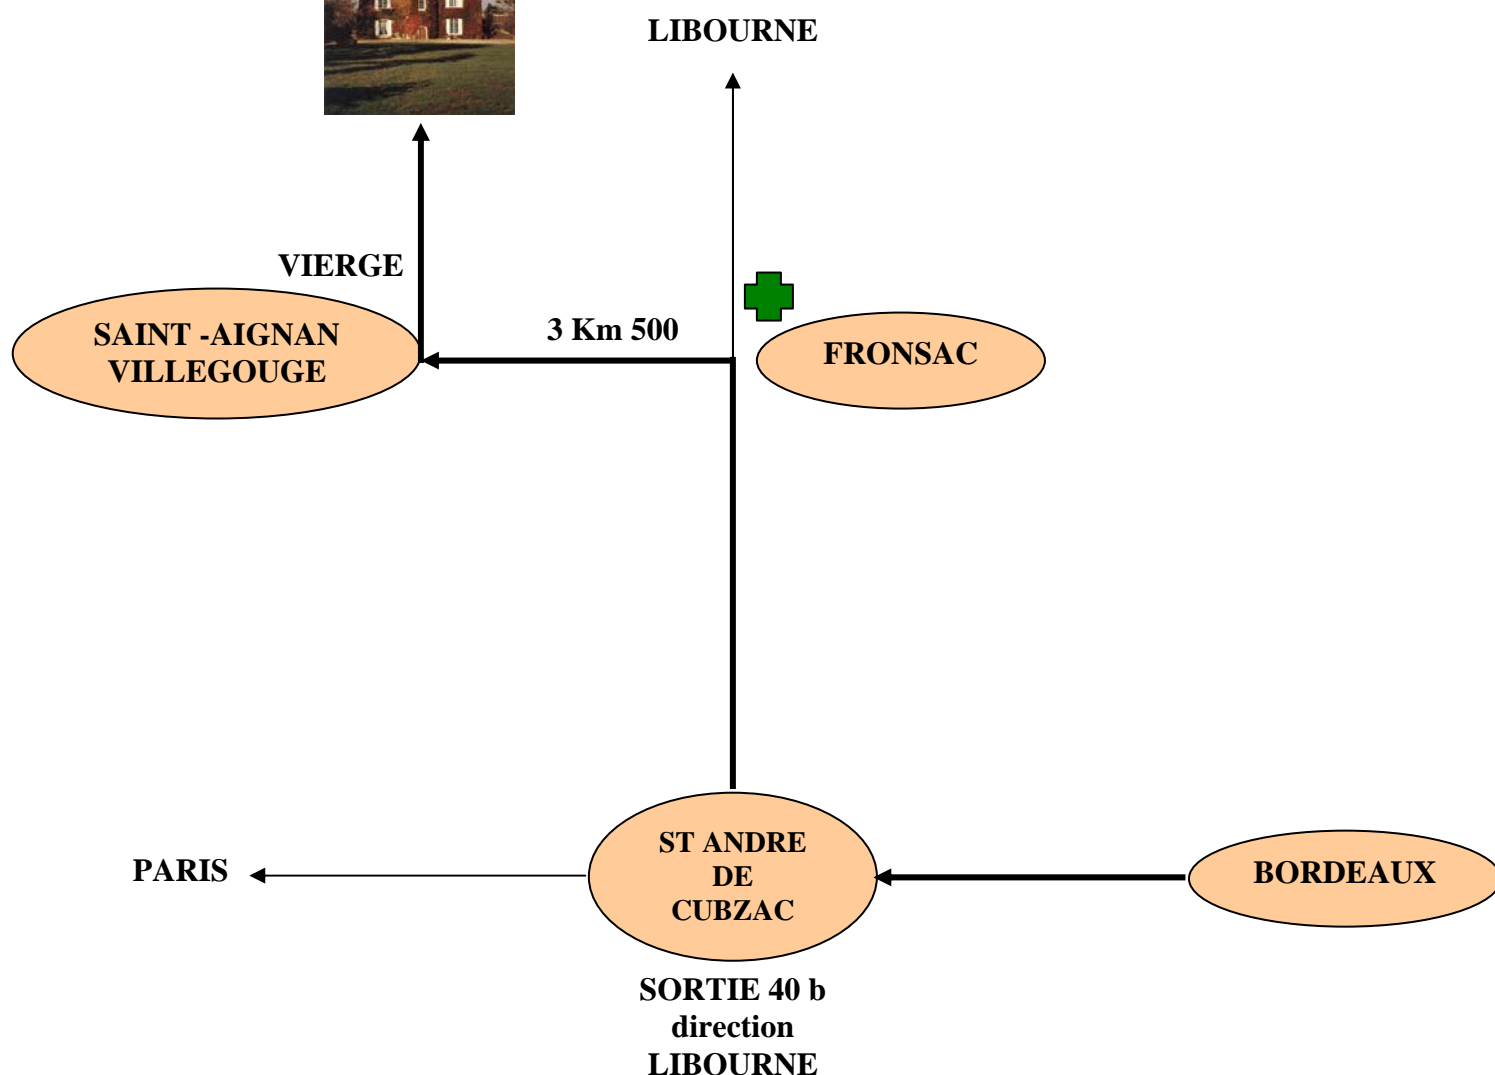 LIBOURNE
VIERGE
SAINT -AIGNAN
VILLEGOUGE
3 Km 500
FRONSAC
PARIS
ST ANDRE
DE
CUBZAC
BORDEAUX
SORTIE 40 b
direction
LIBOURNE